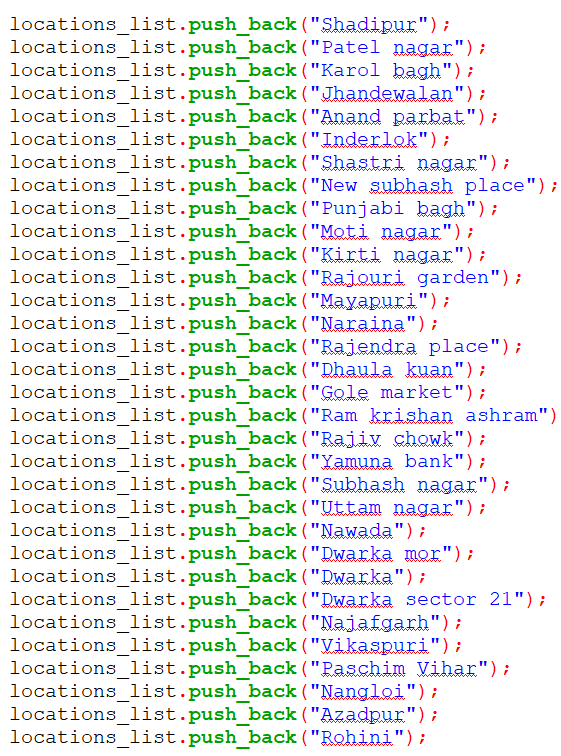 locations_list.push_back("Shadipur");
locations_list.push_back("Patel nagar");
locations_list.push_back("Karol bagh");
locations_list.push_back("Jhandewalan");
locations_list.push_back("Anand parbat");
locations_list.push_back("Inderlok");
locations_list.push_back("Shastri nagar");
locations_list.push_back("New subhash place");
locations_list.push_back("Punjabi bagh");
locations_list.push_back("Moti nagar");
locations_list.push_back("Kirti nagar");
locations_list.push_back("Rajouri garden");
locations_list.push_back("Mayapuri");
locations_list.push_back("Naraina");
locations_list.push_back("Rajendra place");
locations_list.push_back("Dhaula kuan");
locations_list.push_back("Gole market");
locations_list.push_back("Ram krishan ashram")
locations_list.push_back("Rajiv chowk");
locations_list.push_back("Yamuna bank");
locations_list.push_back("Subhash nagar");
locations_list.push_back("Uttam nagar");
locations_list.push_back("Nawada");
locations_list.push_back("Dwarka mor");
locations_list.push_back("Dwarka");
locations_list.push_back("Dwarka sector 21");
locations_list.push_back("Najafgarh");
locations_list.push_back("Vikaspuri");
locations_list.push_back("Paschim Vihar");
locations_list.push_back("Nangloi");
locations_list.push_back("Azadpur");
locations_list.push_back("Rohini");